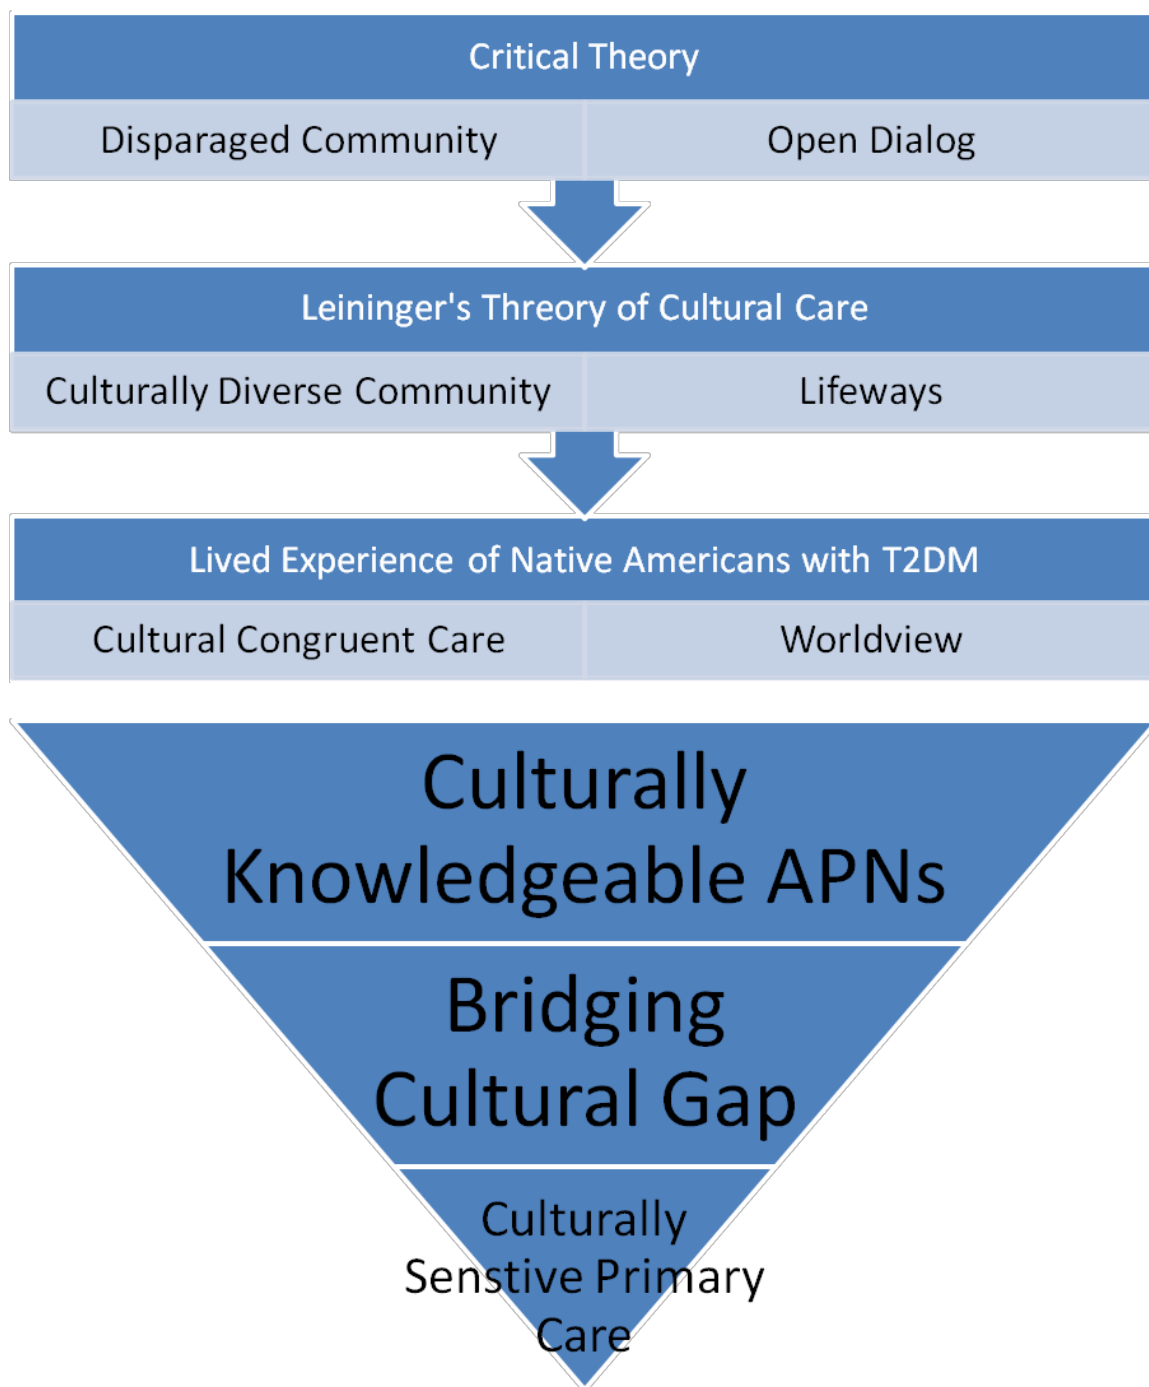 Critical Theory
Disparaged Community
Open Dialog
Leininger's Threory of Cultural Care
Culturally Diverse Community
Lifeways
Lived Experience of Native Americans with T2DM
Cultural Congruent Care
Worldview
Culturally
Knowledgeable APNs
Bridging
Cultural Gap
Culturally
Senstive Primary
Care